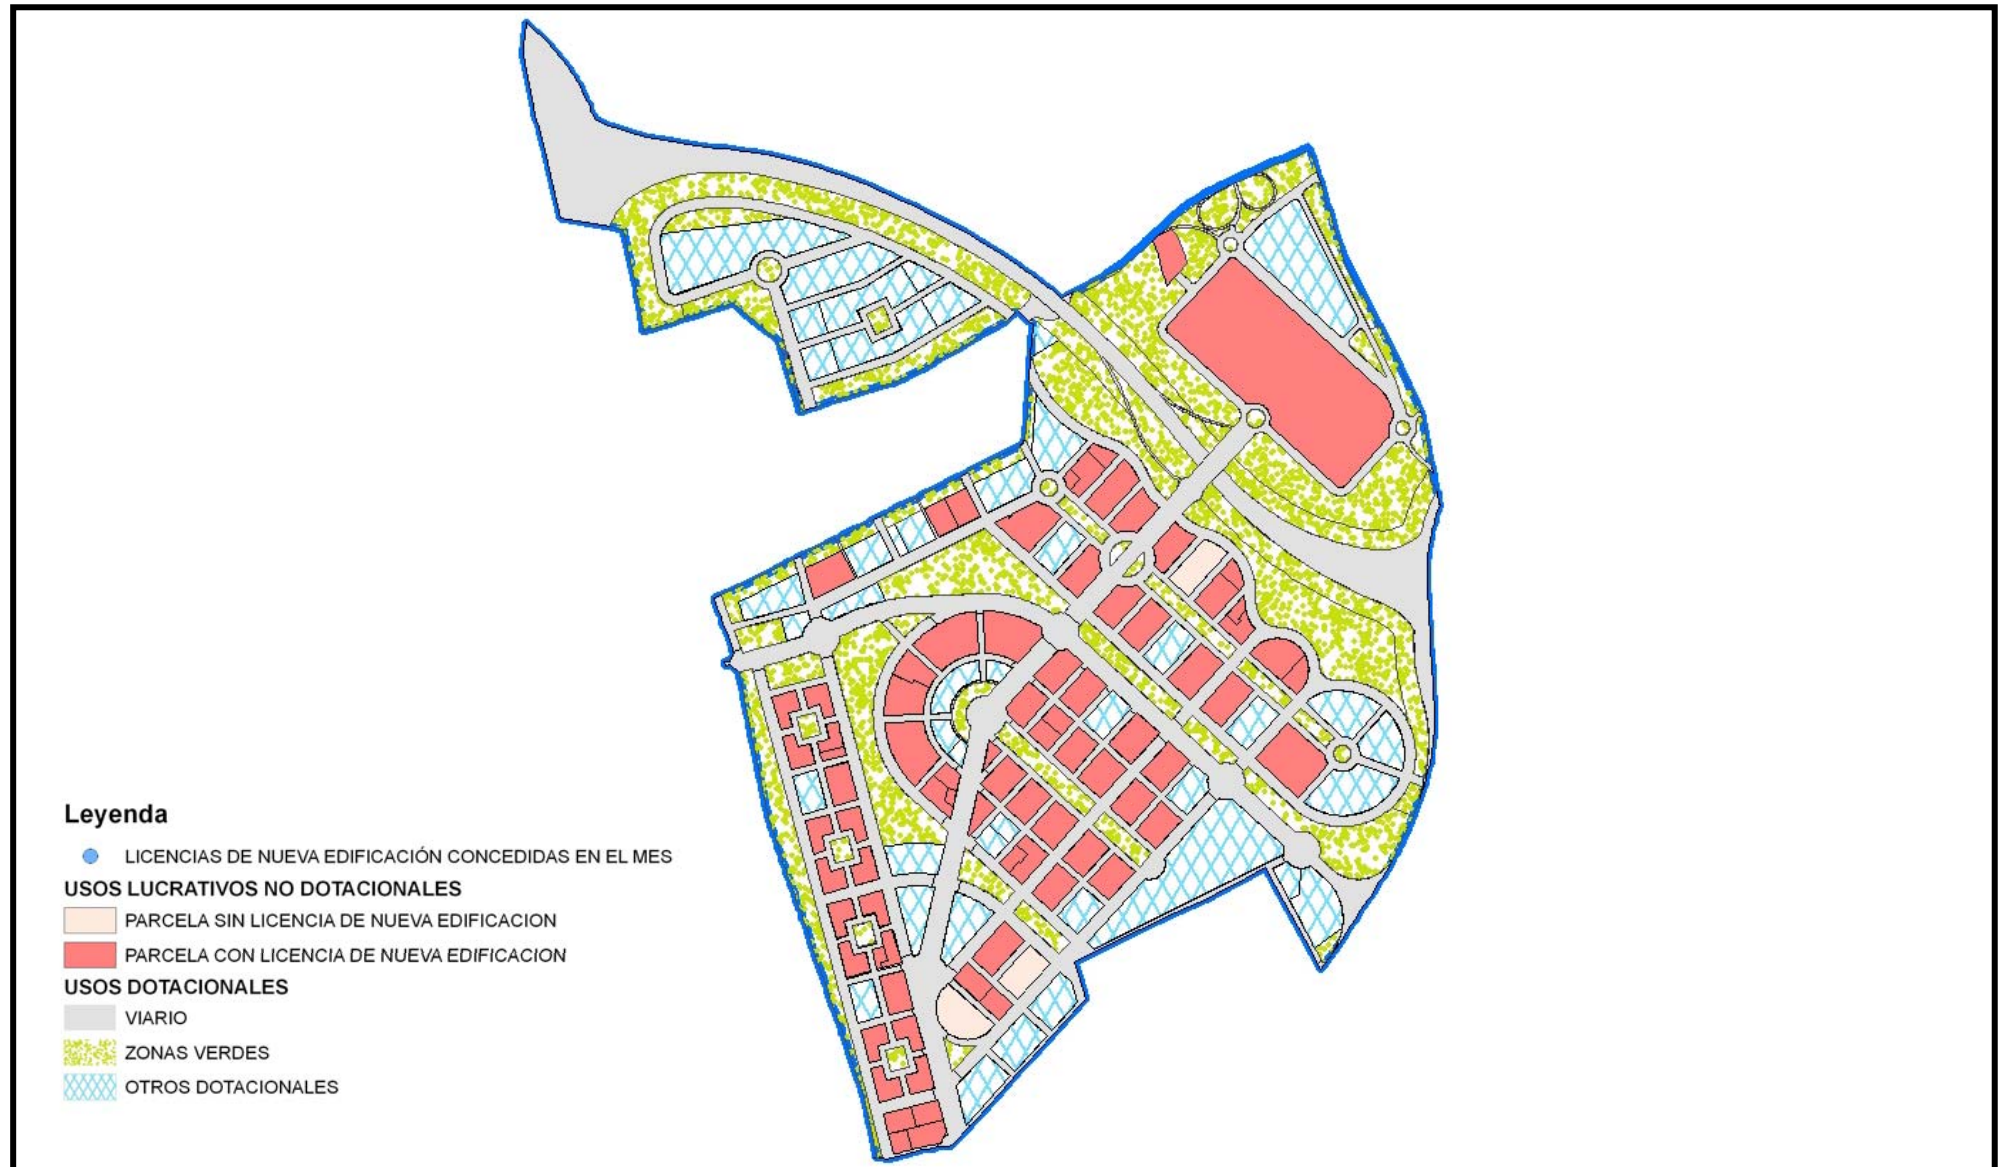 Leyenda
LICENCIAS DE NUEVA EDIFICACIÓN CONCEDIDAS EN EL MES
USOS LUCRATIVOS NO DOTACIONALES
PARCELA SIN LICENCIA DE NUEVA EDIFICACION
PARCELA CON LICENCIA DE NUEVA EDIFICACION
USOS DOTACIONALES
VIARIO
ZONAS VERDES
OTROS DOTACIONALES